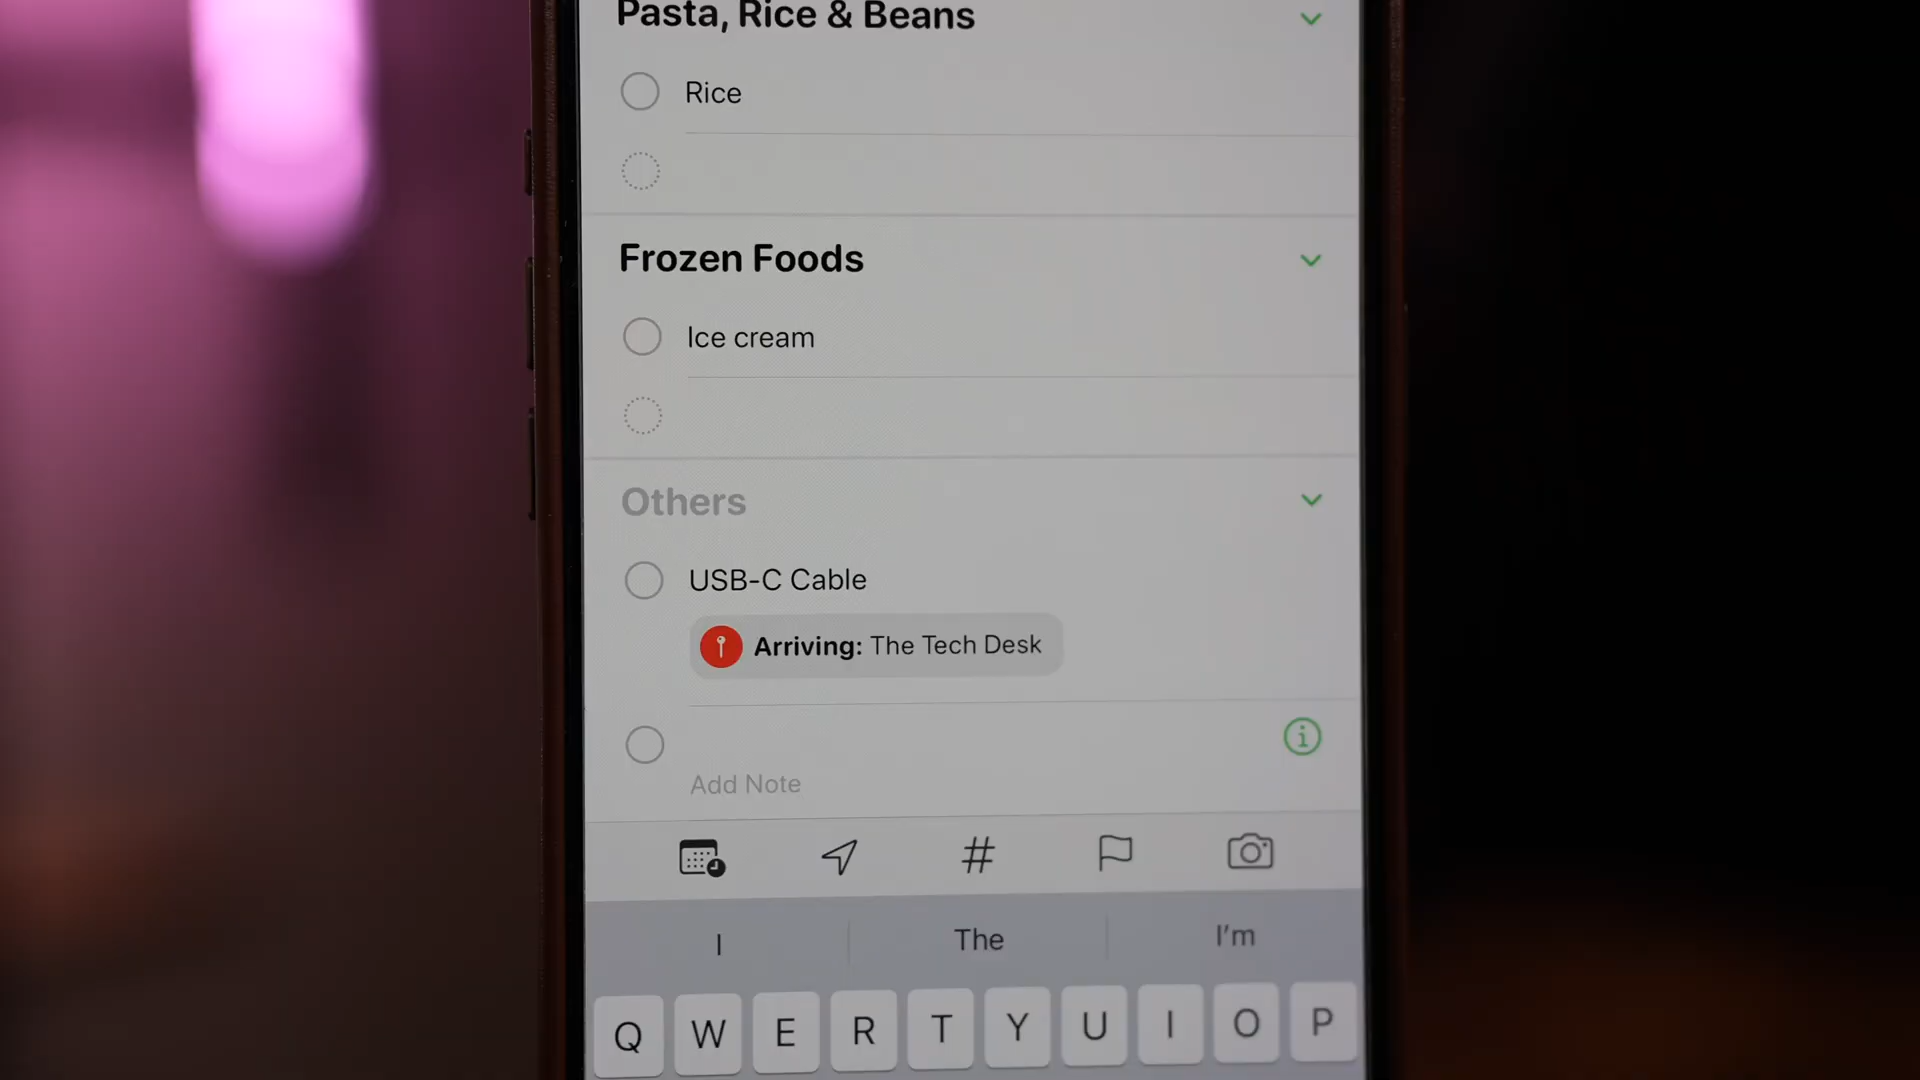 Pasta, Rice & Beans
Rice
Frozen Foods
Ice cream
Others
USB-C Cable
Arriving: The Tech Desk
Add Note
#
I
The
I'm
Q W E R T Y U I O P